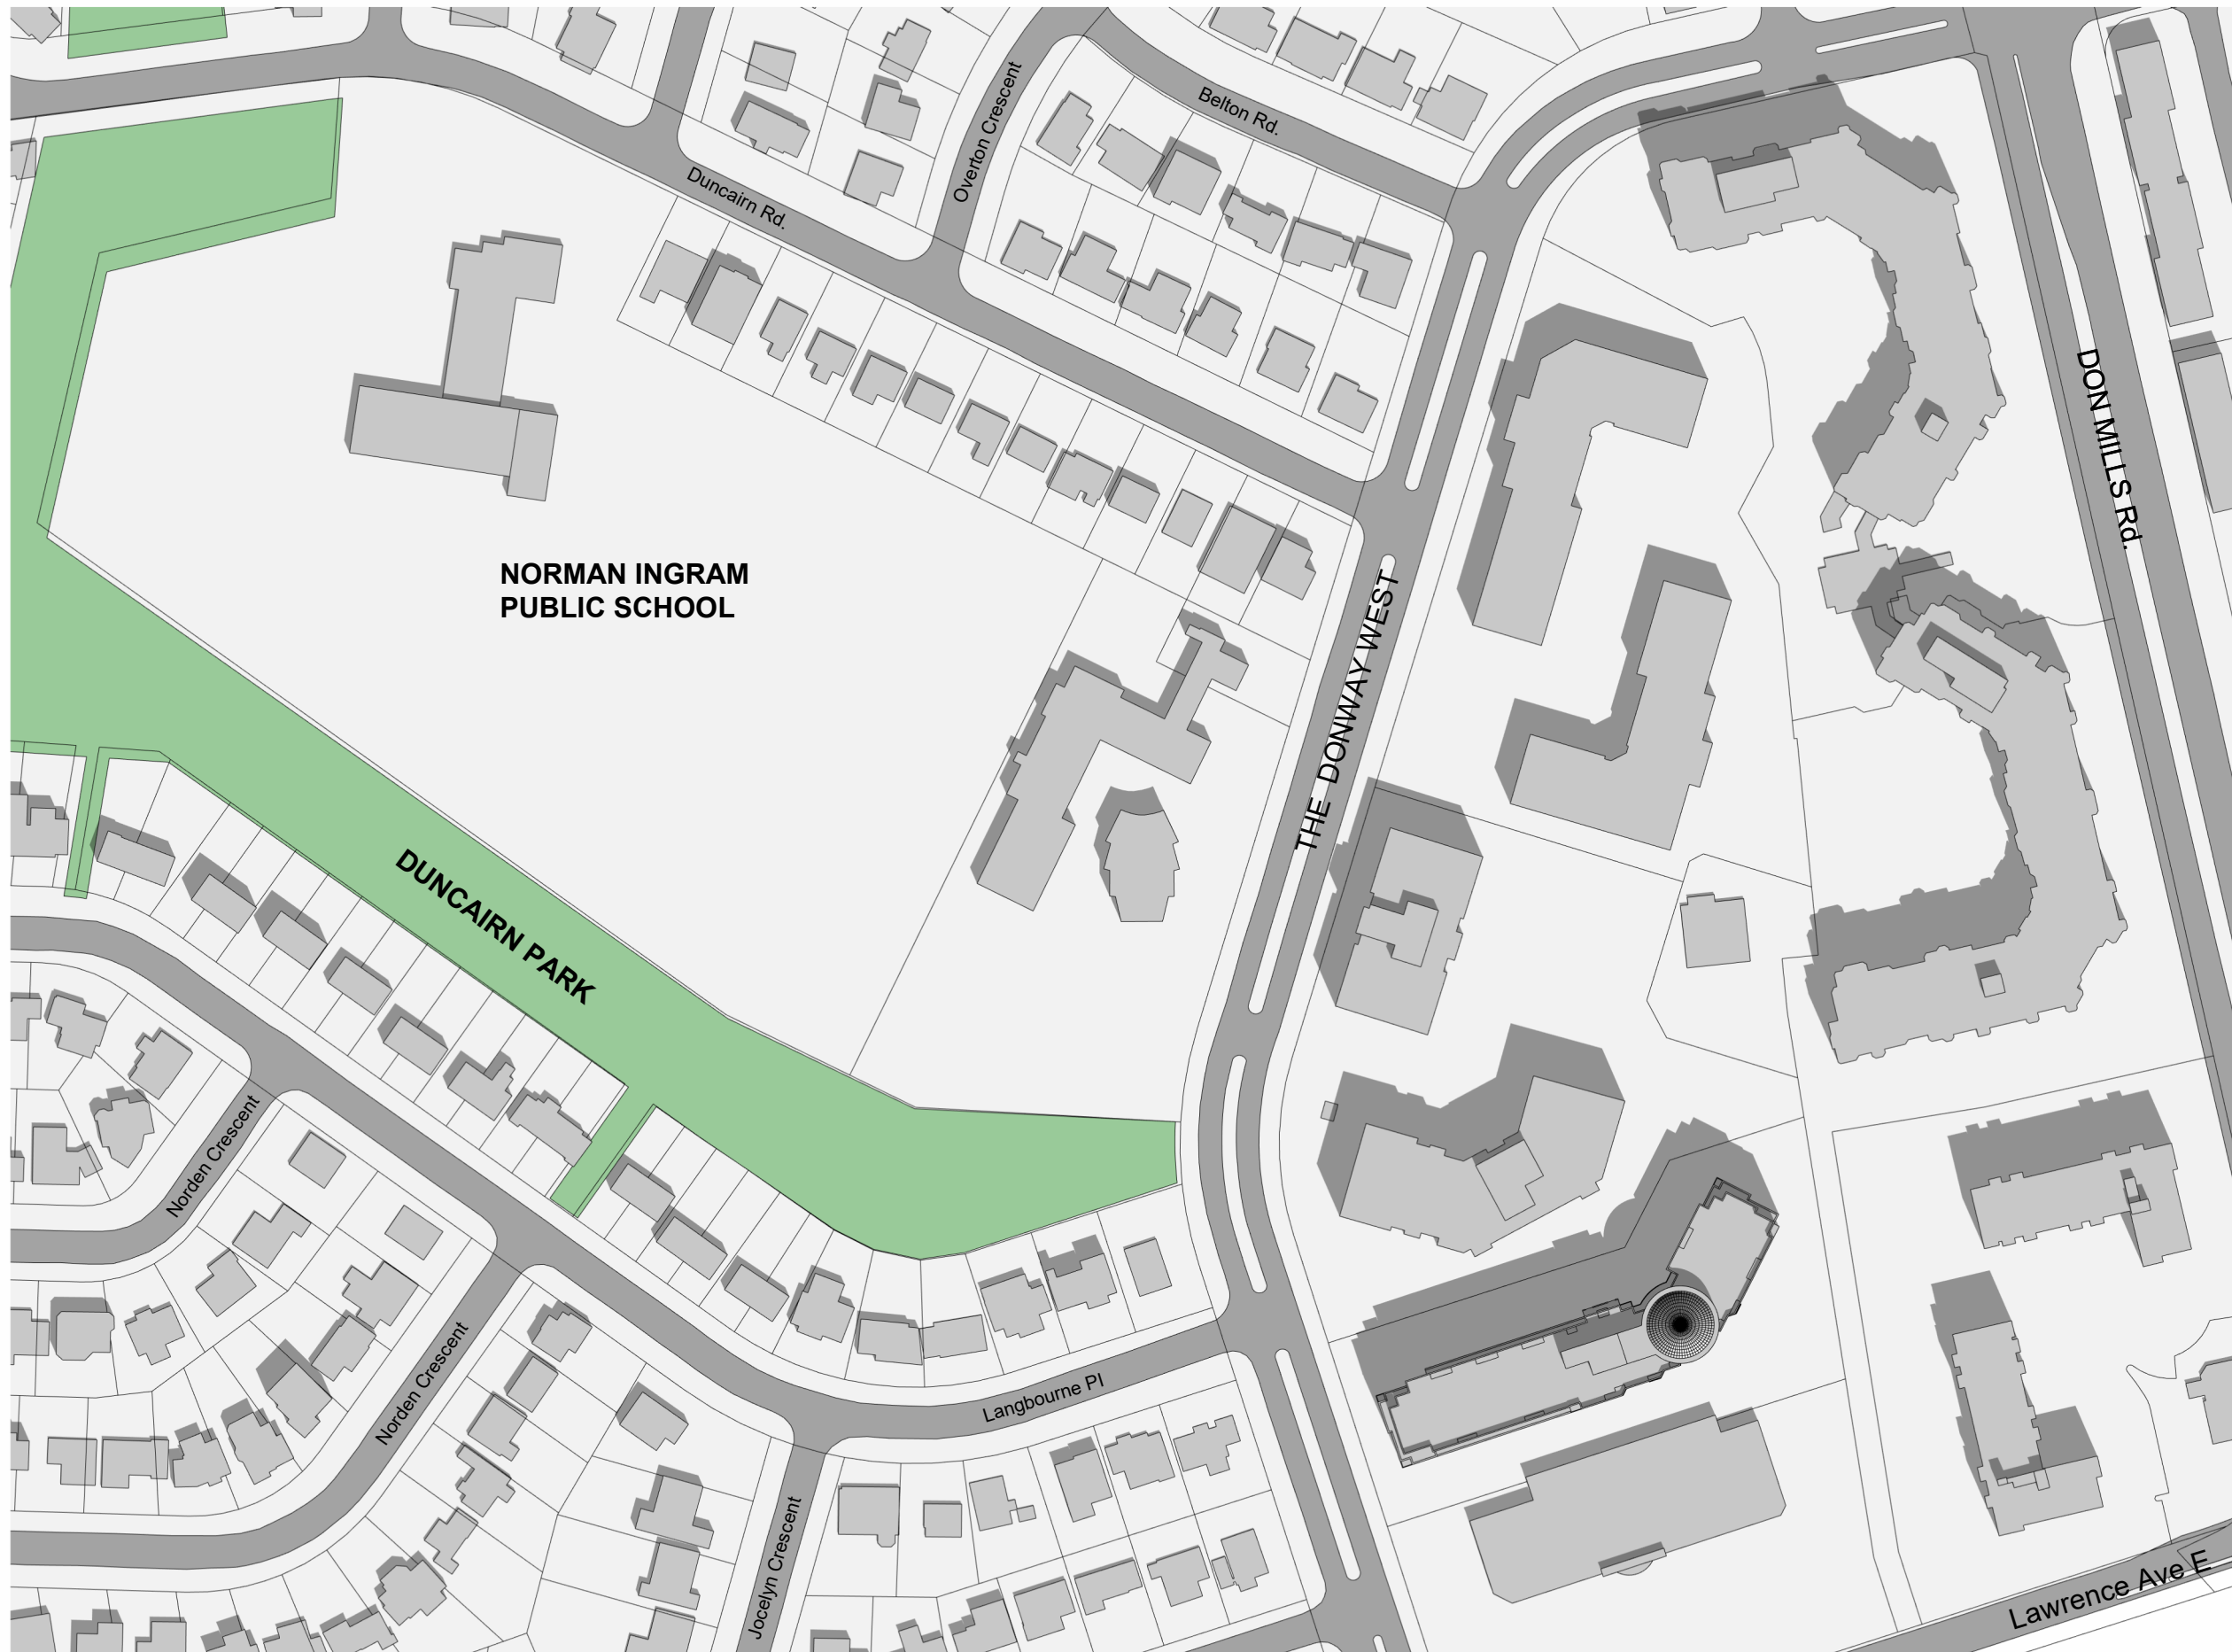 Belton Rd.
Overton Crescent
Duncairn Rd.
DON MILLS Rd.
NORMAN INGRAM
PUBLIC SCHOOL
THE DONWAY WEST
DUNCAIRN PARK
Norden Crescent
Norden Crescent
Langbourne Pl
Jocelyn Crescent
Lawrence Ave E